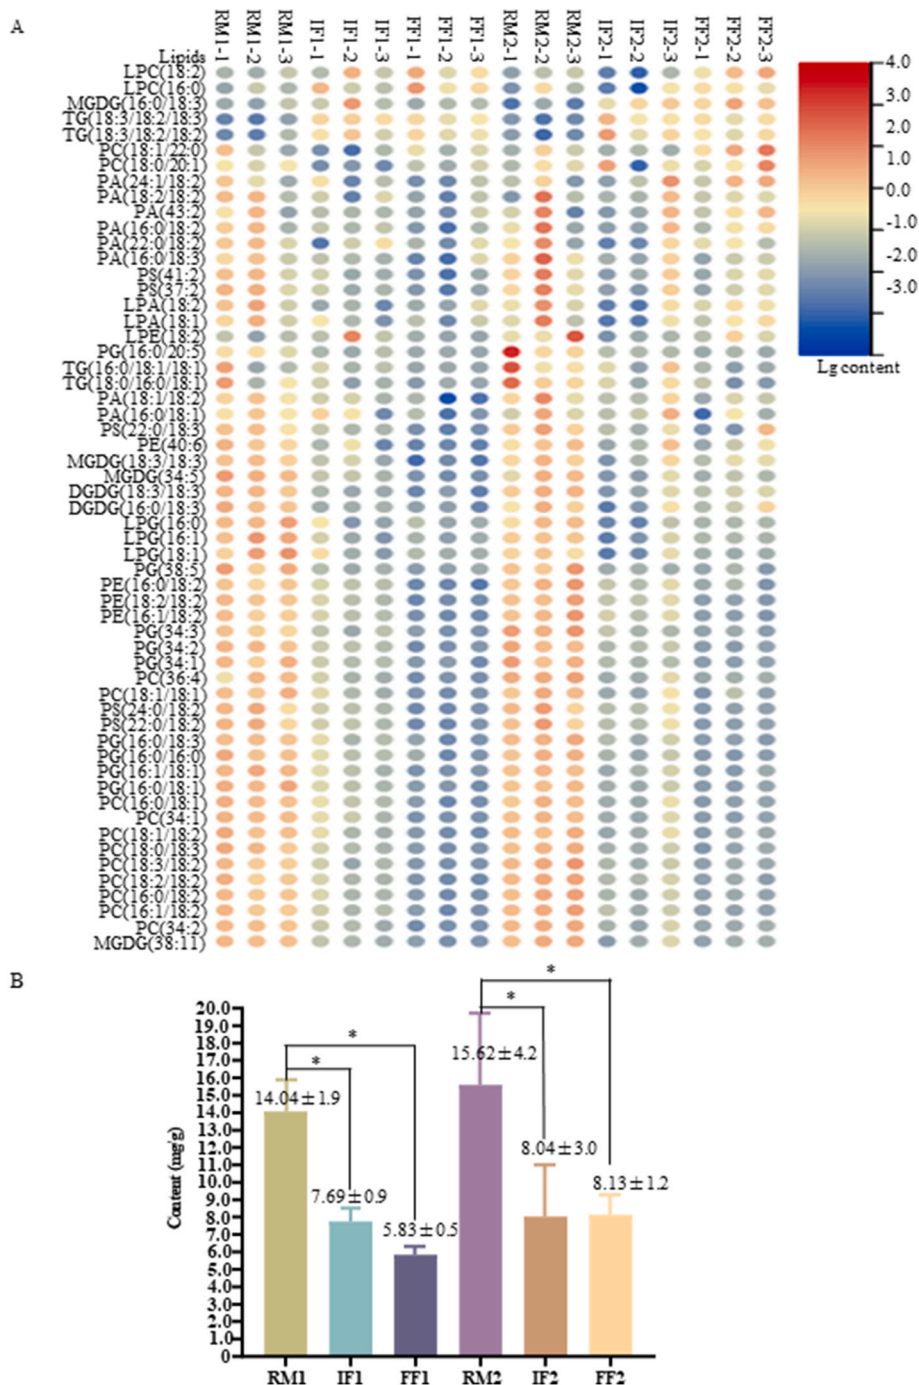 A
RM1-1 RM1-2 RM1-3 IF1-1 IF1-2 IF1-3 FF1-1 FF1-2 FF1-3 RM2-1 RM2-2 RM2-3 IF2-1 IF2-2 IF2-3 FF2-1 FF2-2 FF2-3
Lipids
LPC(18:2)
LPC(16:0)
MGDG(16:0/18:3)
TG(18:3/18:2/18:3)
TG(18:3/18:2/18:2)
PC(18:1/22:0)
PC(18:0/20:1)
PA(24:1/18:2)
PA(18:2/18:2)
PA(43:2)
PA(16:0/18:2)
PA(22:0/18:2)
PA(16:0/18:3)
PS(41:2)
PS(37:2)
LPA(18:2)
LPA(18:1)
LPE(18:2)
PG(16:0/20:5)
TG(16:0/18:1/18:1)
TG(18:0/16:0/18:1)
PA(18:1/18:2)
PA(16:0/18:1)
PS(22:0/18:3)
PE(40:6)
MGDG(18:3/18:3)
MGDG(34:5)
DGDG(18:3/18:3)
DGDG(16:0/18:3)
LPG(16:0)
LPG(16:1)
LPG(18:1)
PG(38:5)
PE(16:0/18:2)
PE(18:2/18:2)
PE(16:1/18:2)
PG(34:3)
PG(34:2)
PG(34:1)
PC(36:4)
PC(18:1/18:1)
PS(24:0/18:2)
PS(22:0/18:2)
PG(16:0/18:3)
PG(16:0/16:0)
PG(16:1/18:1)
PG(16:0/18:1)
PC(16:0/18:1)
PC(34:1)
PC(18:1/18:2)
PC(18:0/18:3)
PC(18:3/18:2)
PC(18:2/18:2)
PC(16:0/18:2)
PC(16:1/18:2)
PC(34:2)
MGDG(38:11)
4.0
3.0
2.0
1.0
0.0
-1.0
-2.0
-3.0
Lg content
B
Content (mg/g)
20.0
19.0
18.0
17.0
16.0
15.0
14.0
13.0
12.0
11.0
10.0
9.0
8.0
7.0
6.0
5.0
4.0
3.0
2.0
1.0
0
* * * *
14.04±1.9
7.69±0.9
5.83±0.5
15.62±4.2
8.04±3.0
8.13±1.2
RM1 IF1 FF1 RM2 IF2 FF2